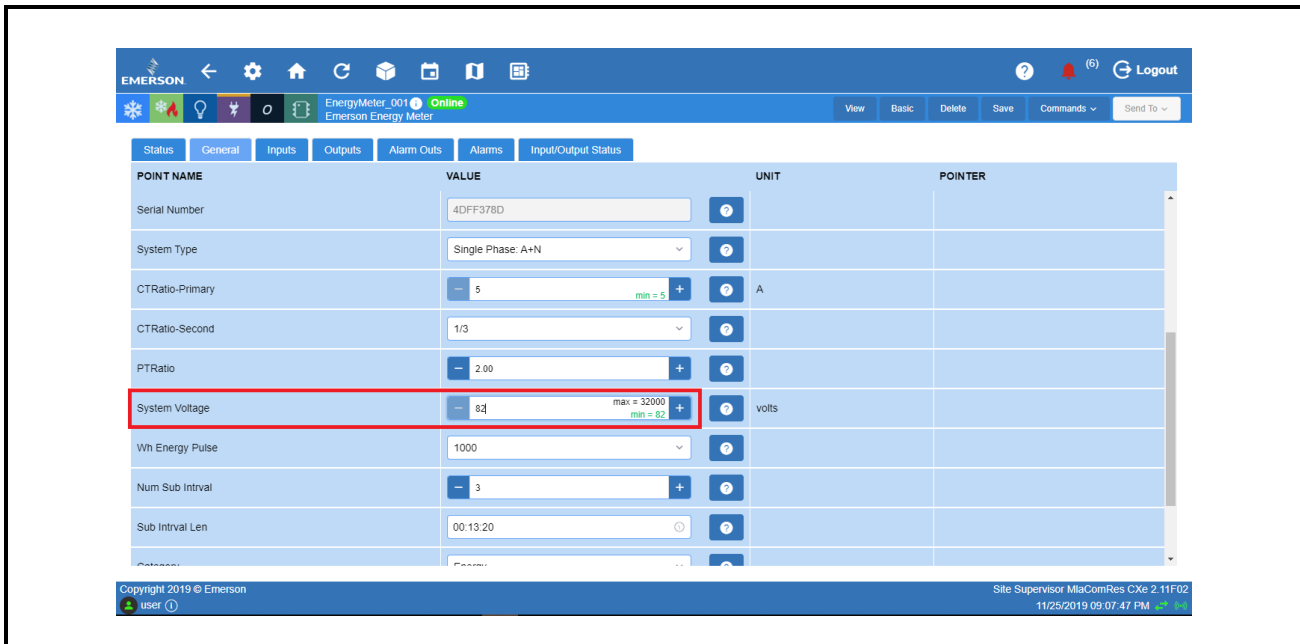 EMERSON
(6) Logout
EnergyMeter_001 Online
Emerson Energy Meter
View Basic Delete Save Commands Send To
Status General Inputs Outputs Alarm Outs Alarms Input/Output Status
POINT NAME VALUE UNIT POINTER
Serial Number 4DFF378D ?
System Type Single Phase: A+N ?
CTRatio-Primary − 5 min = 5 + ? A
CTRatio-Second 1/3 ?
PTRatio − 2.00 + ?
System Voltage − 82 max = 32000 min = 82 + ? volts
Wh Energy Pulse 1000 ?
Num Sub Intrval − 3 + ?
Sub Intrval Len 00:13:20 ?
Category Energy
Copyright 2019 © Emerson Site Supervisor MlaComRes CXe 2.11F02
user 11/25/2019 09:07:47 PM